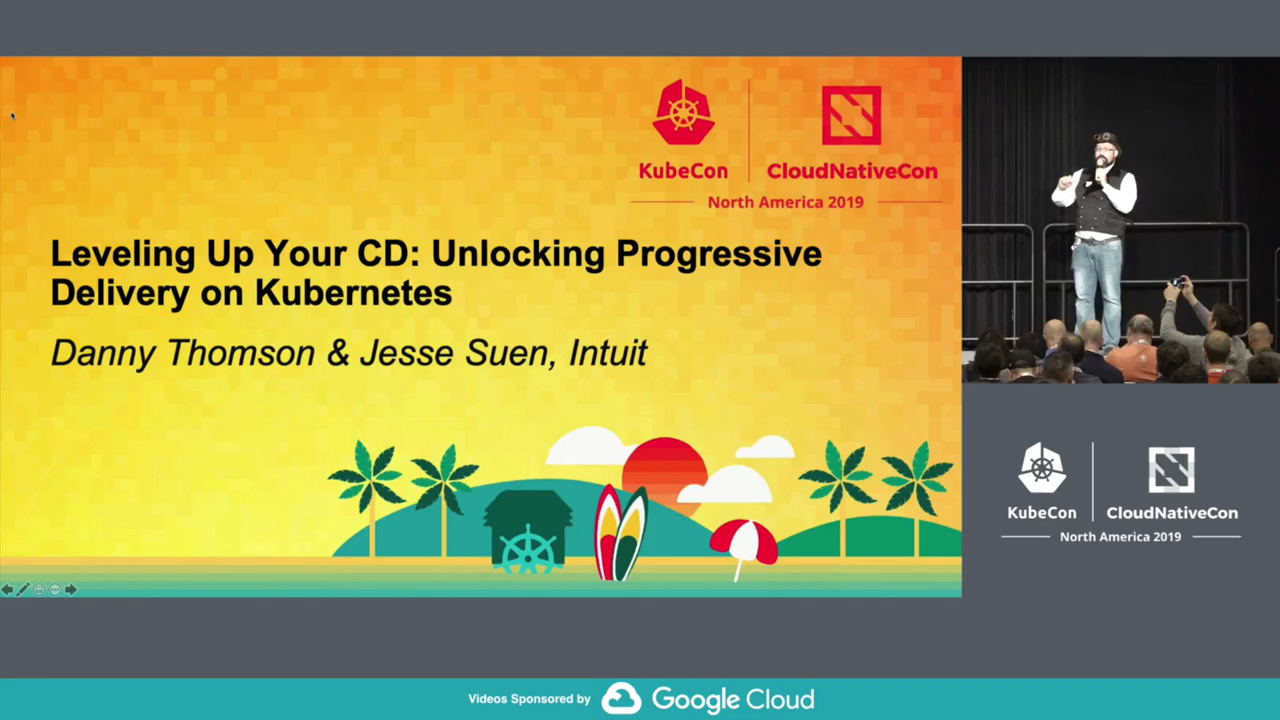 KubeCon
CloudNativeCon
North America 2019
Leveling Up Your CD: Unlocking Progressive
Delivery on Kubernetes
Danny Thomson & Jesse Suen, Intuit
KubeCon
CloudNativeCon
North America 2019
Videos Sponsored by Google Cloud